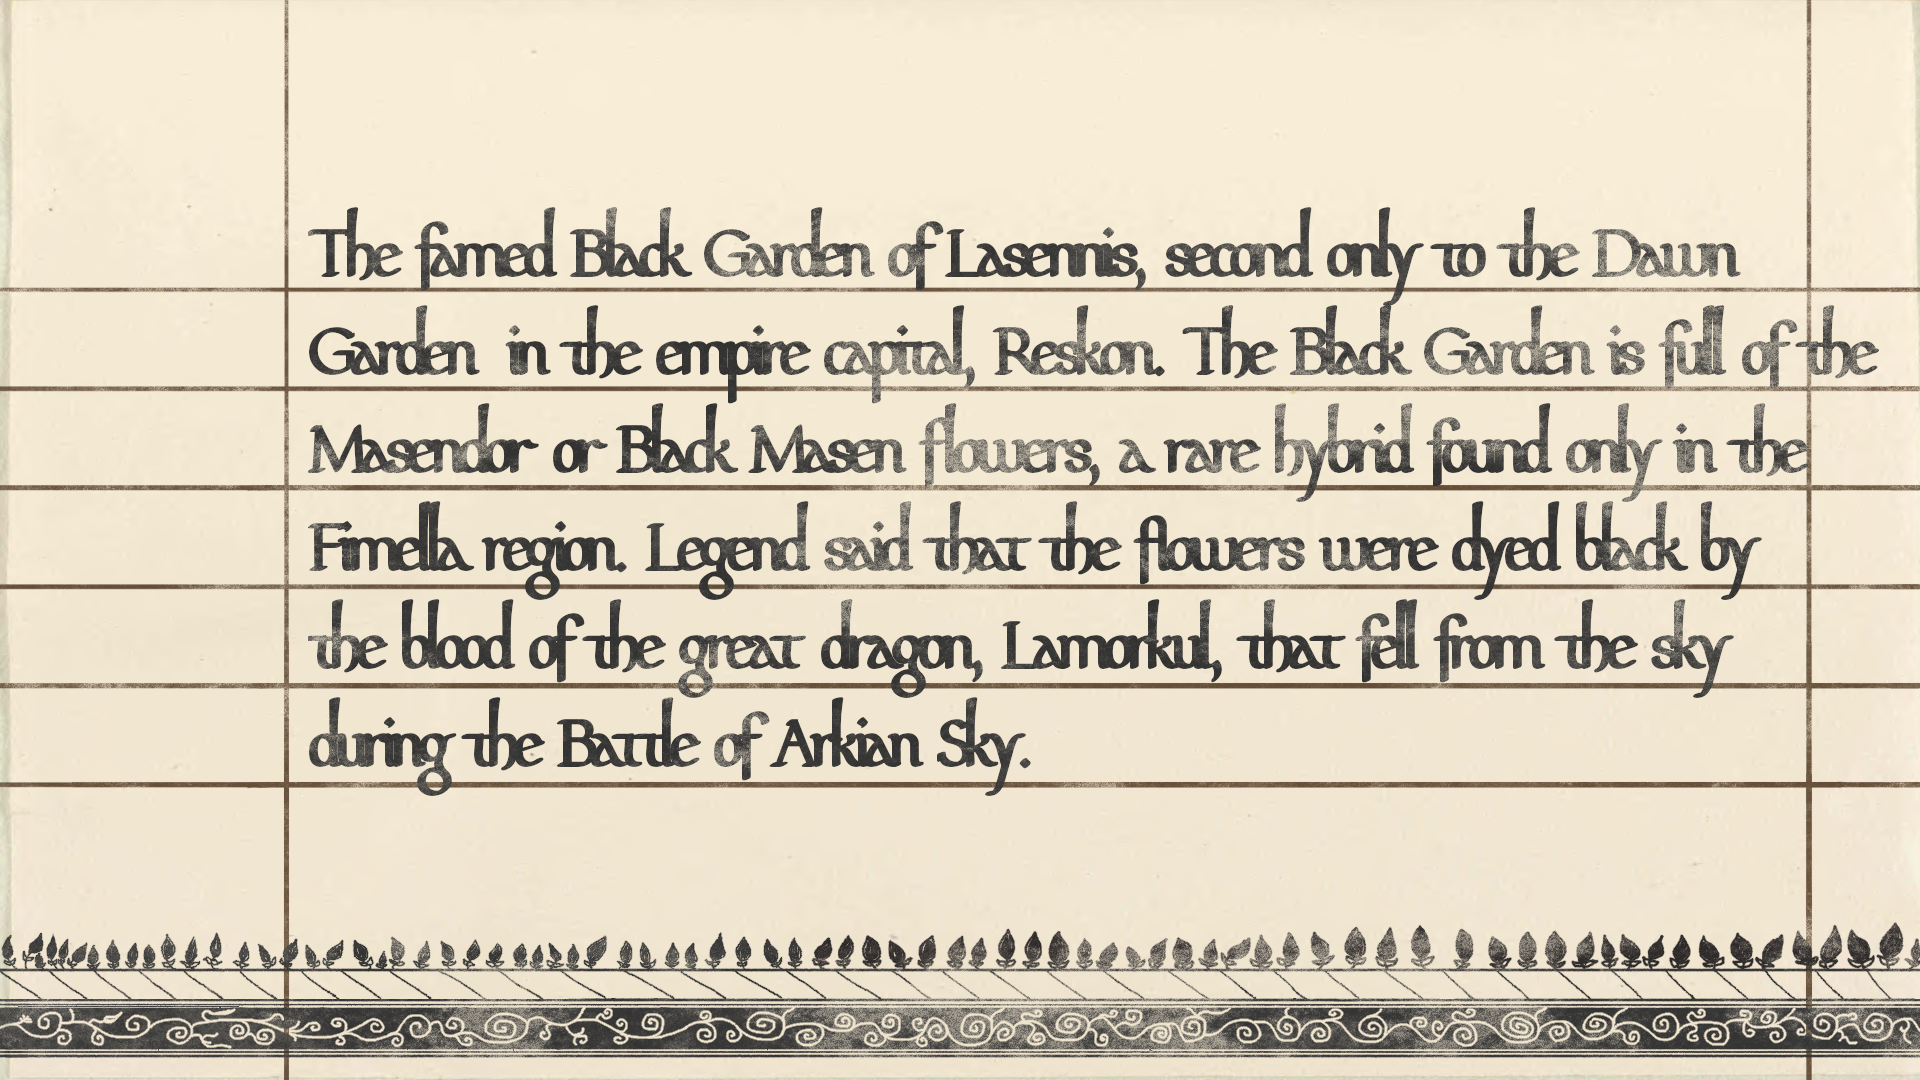 The famed Black Garden of Lasennis, second only to the Dawn
Garden in the empire capital, Reskon. The Black Garden is full of the
Masendor or Black Masen flowers, a rare hybrid found only in the
Fimella region. Legend said that the flowers were dyed black by
the blood of the great dragon, Lamorkul, that fell from the sky
during the Battle of Arkian Sky.